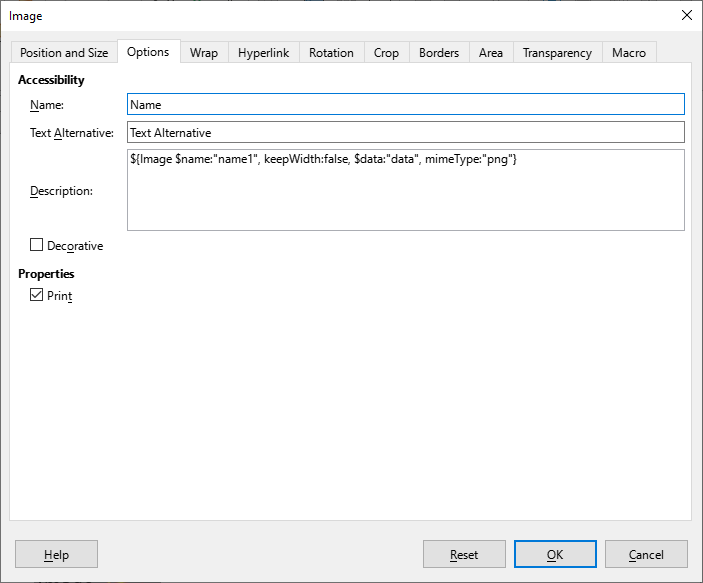 Image
Position and Size Options Wrap Hyperlink Rotation Crop Borders Area Transparency Macro
Accessibility
Name: Name
Text Alternative: Text Alternative
${Image $name:"name1", keepWidth:false, $data:"data", mimeType:"png"}
Description:
Decorative
Properties
Print
Help Reset OK Cancel